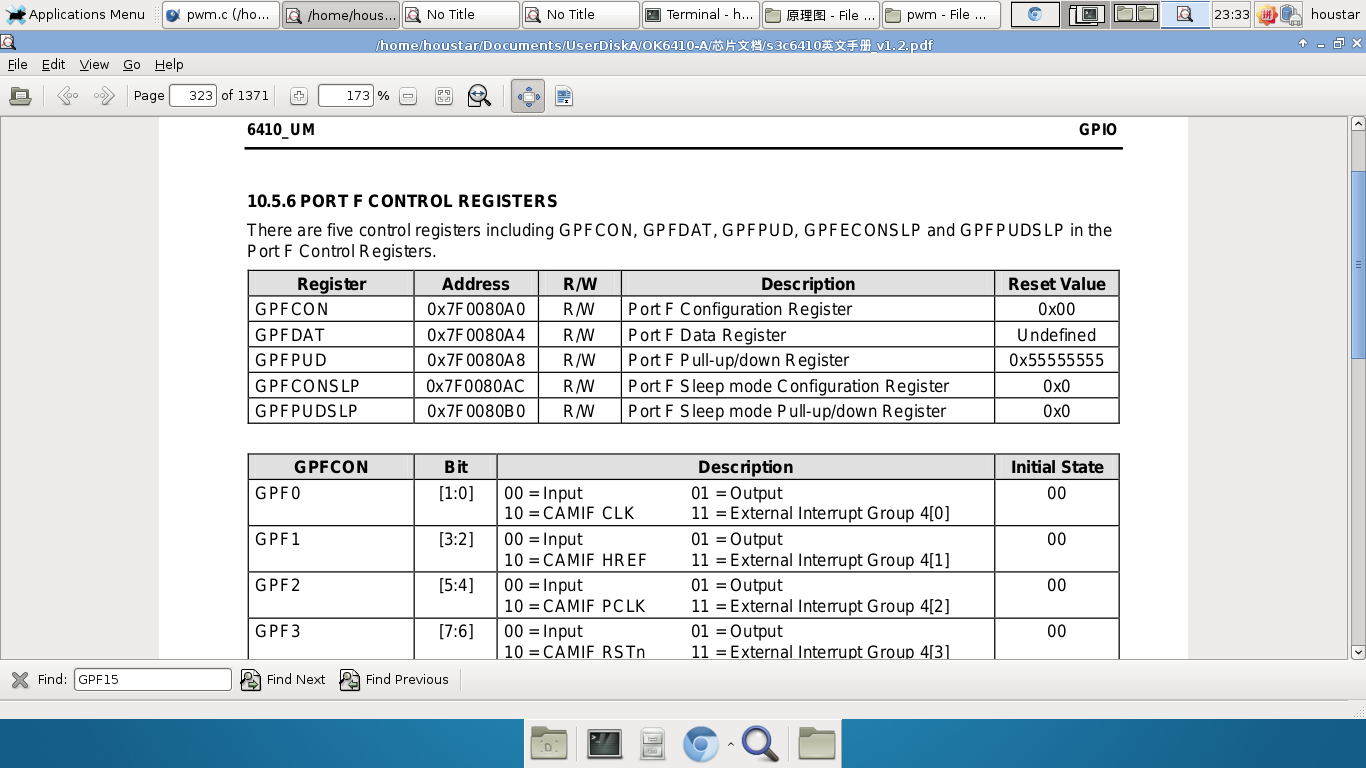 Applications Menu
pwm.c (/ho...
/home/hous...
No Title
No Title
Terminal - h...
原理图 - File ...
pwm - File ...
23:33
拼
houstar
/home/houstar/Documents/UserDiskA/OK6410-A/芯片文档/s3c6410英文手册_v1.2.pdf
File Edit View Go Help
Page 323 of 1371 173 %
6410_UM GPIO
10.5.6 PORT F CONTROL REGISTERS
There are five control registers including GPFCON, GPFDAT, GPFPUD, GPFECONSLP and GPFPUDSLP in the
Port F Control Registers.
Register Address R/W Description Reset Value
GPFCON 0x7F0080A0 R/W Port F Configuration Register 0x00
GPFDAT 0x7F0080A4 R/W Port F Data Register Undefined
GPFPUD 0x7F0080A8 R/W Port F Pull-up/down Register 0x55555555
GPFCONSLP 0x7F0080AC R/W Port F Sleep mode Configuration Register 0x0
GPFPUDSLP 0x7F0080B0 R/W Port F Sleep mode Pull-up/down Register 0x0
GPFCON Bit Description Initial State
GPF0 [1:0] 00 = Input 01 = Output 00
10 = CAMIF CLK 11 = External Interrupt Group 4[0]
GPF1 [3:2] 00 = Input 01 = Output 00
10 = CAMIF HREF 11 = External Interrupt Group 4[1]
GPF2 [5:4] 00 = Input 01 = Output 00
10 = CAMIF PCLK 11 = External Interrupt Group 4[2]
GPF3 [7:6] 00 = Input 01 = Output 00
10 = CAMIF RSTn 11 = External Interrupt Group 4[3]
Find: GPF15 Find Next Find Previous